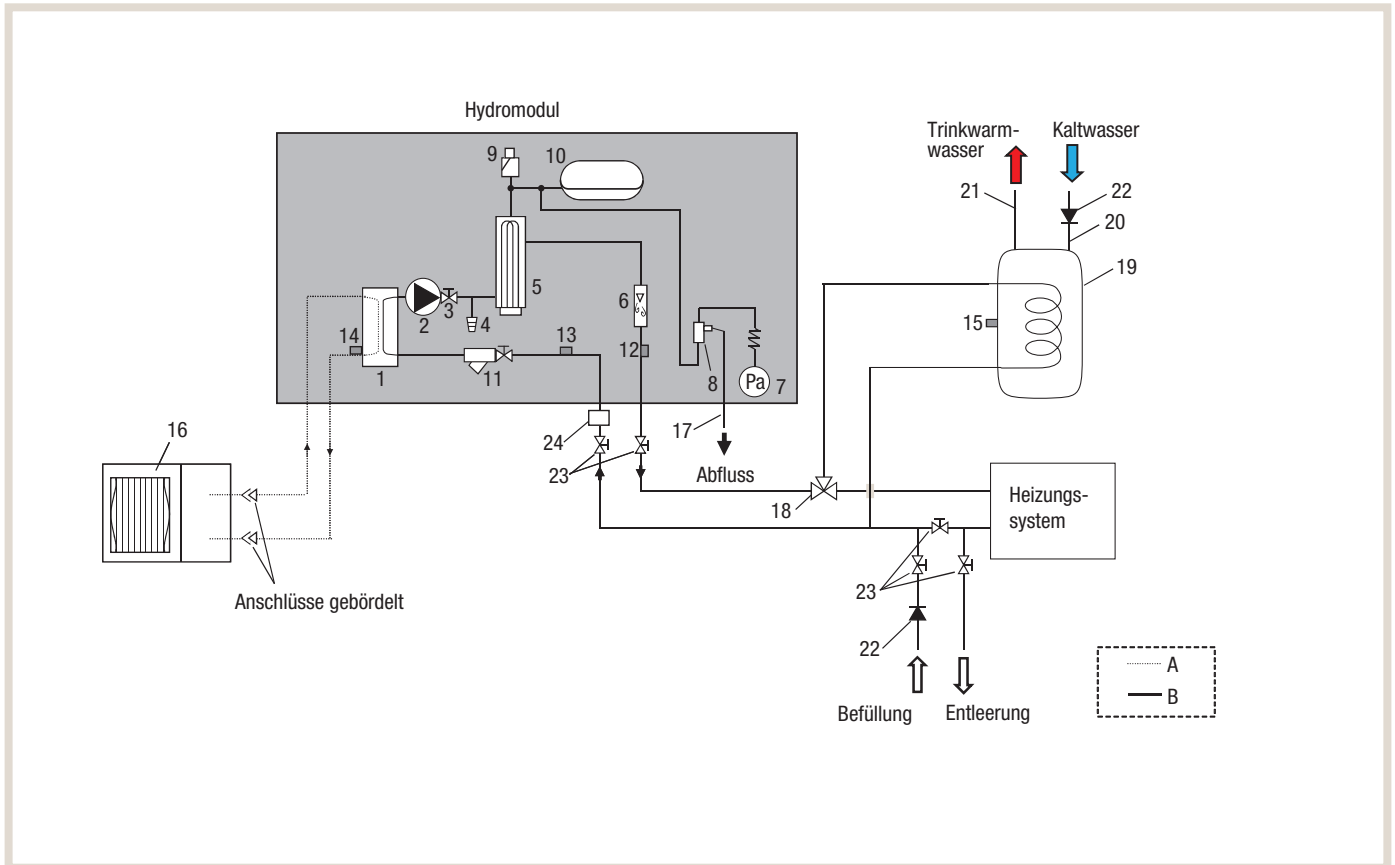 Hydromodul
Trinkwarm-
wasser
Kaltwasser
9
10
21
22
20
19
5
6
3
2
4
14
13
12
15
1
11
8
Pa
7
16
24
17
23
Abfluss
18
Heizungs-
system
Anschlüsse gebördelt
23
22
A
B
Befüllung
Entleerung